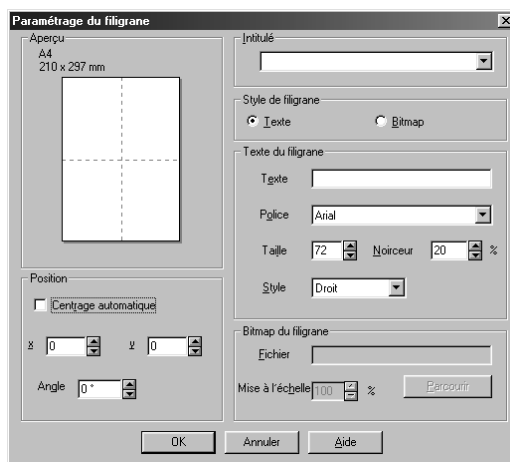 Paramétrage du filigrane
Aperçu
A4
210 x 297 mm
Position
Centrage automatique
x 0 y 0
Angle 0 °
Intitulé
Style de filigrane
Texte Bitmap
Texte du filigrane
Texte
Police Arial
Taille 72 Noirceur 20 %
Style Droit
Bitmap du filigrane
Fichier
Mise à l'échelle 100 % Parcourir
OK Annuler Aide